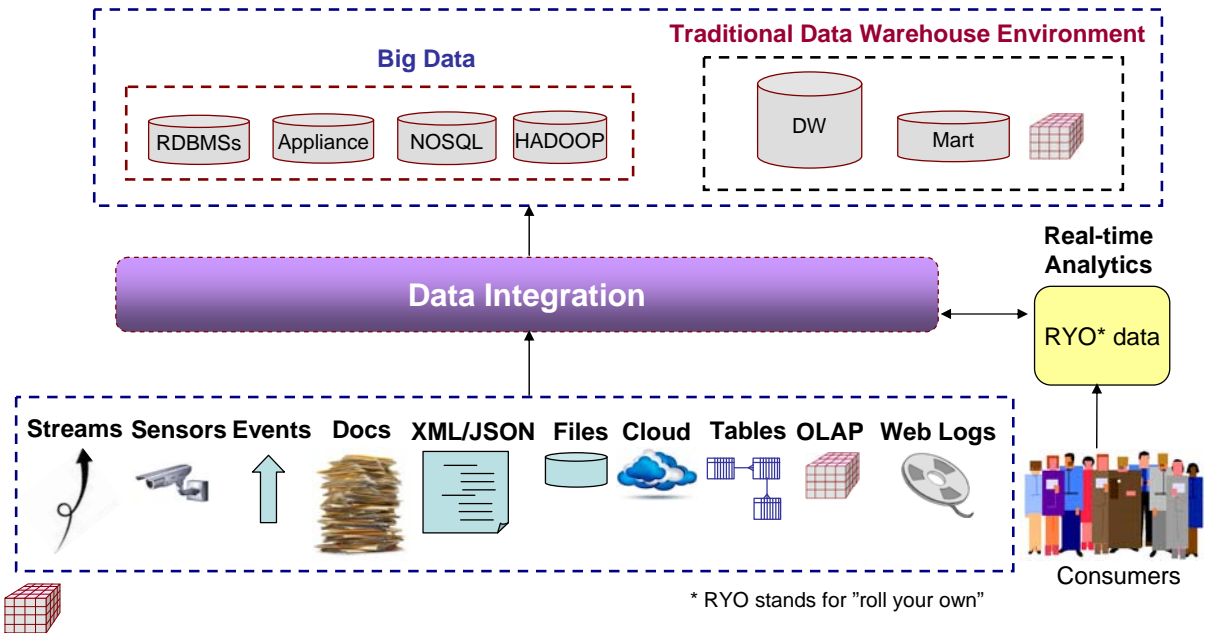 Traditional Data Warehouse Environment
Big Data
RDBMSs
Appliance
NOSQL
HADOOP
DW
Mart
Real-time
Analytics
Data Integration
RYO* data
Streams
Sensors
Events
Docs
XML/JSON
Files
Cloud
Tables
OLAP
Web Logs
Consumers
* RYO stands for ”roll your own”